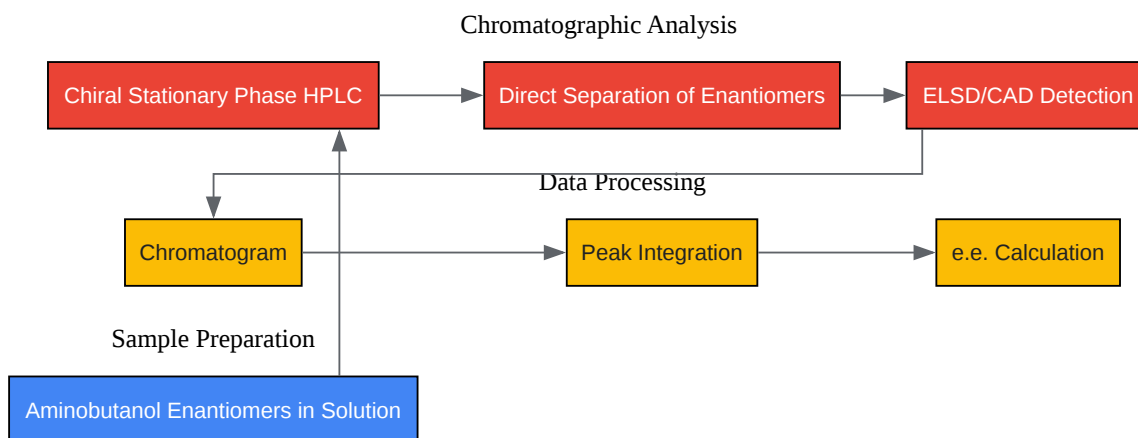 Chromatographic Analysis
Chiral Stationary Phase HPLC
Direct Separation of Enantiomers
ELSD/CAD Detection
Data Processing
Chromatogram
Peak Integration
e.e. Calculation
Sample Preparation
Aminobutanol Enantiomers in Solution